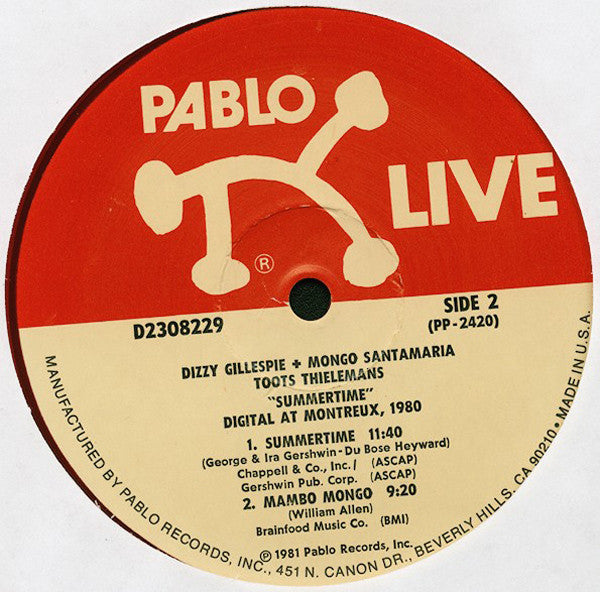 PABLO
LIVE
®
D2308229
SIDE 2
(PP-2420)
DIZZY GILLESPIE + MONGO SANTAMARIA
TOOTS THIELEMANS
"SUMMERTIME"
DIGITAL AT MONTREUX, 1980
1. SUMMERTIME 11:40
(George & Ira Gershwin-Du Bose Heyward)
Chappell & Co., Inc./ (ASCAP)
Gershwin Pub. Corp. (ASCAP)
2. MAMBO MONGO 9:20
(William Allen)
Brainfood Music Co. (BMI)
℗ 1981 Pablo Records, Inc.
MANUFACTURED BY PABLO RECORDS, INC., 451 N. CANON DR., BEVERLY HILLS, CA 90210 • MADE IN U.S.A.